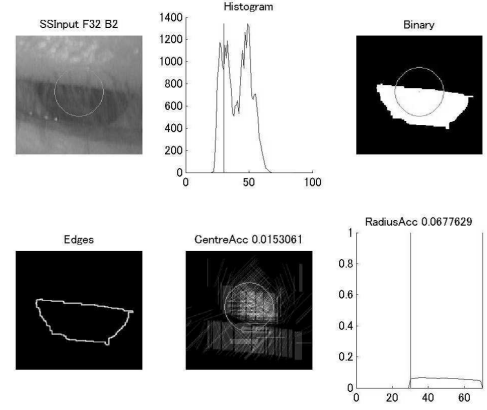 SSInput F32 B2
Histogram
Binary
1400
1200
1000
800
600
400
200
0
0 50 100
Edges
CentreAcc 0.0153061
RadiusAcc 0.0677629
1
0.8
0.6
0.4
0.2
0
0 20 40 60